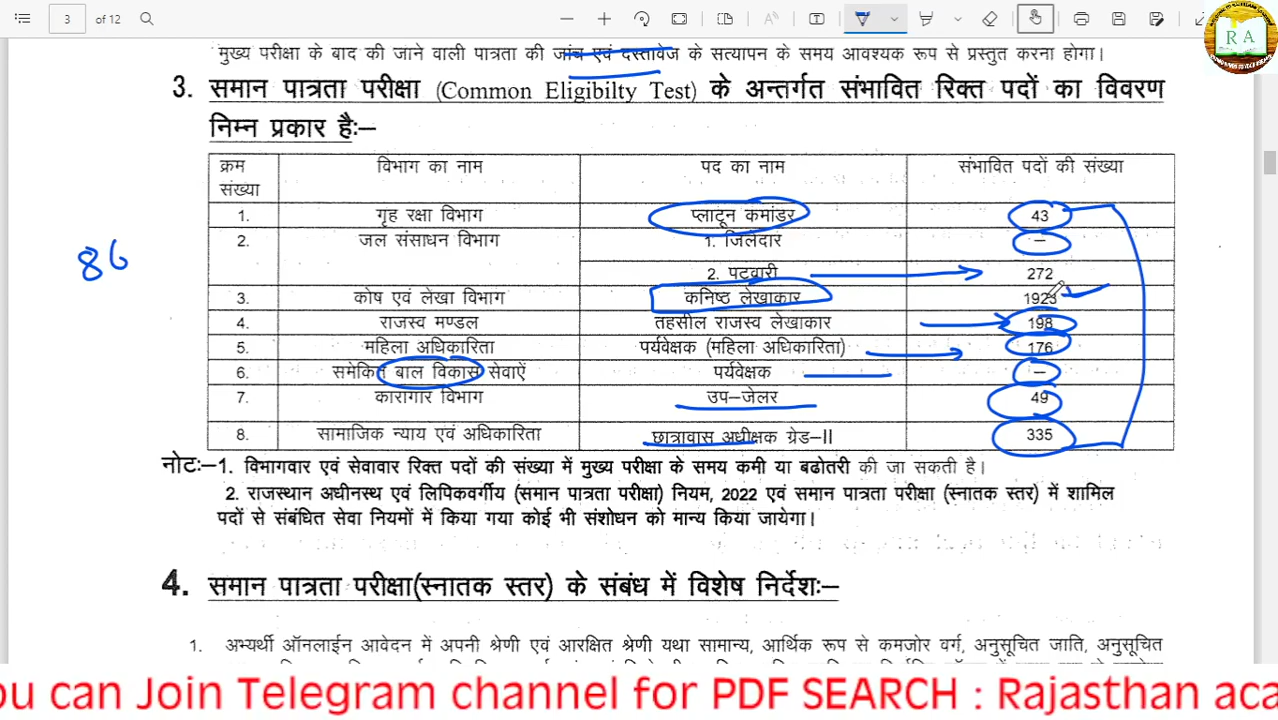 3 of 12
RA
मुख्य परीक्षा के बाद की जाने वाली पात्रता की जांच एवं दस्तावेज के सत्यापन के समय आवश्यक रूप से प्रस्तुत करना होगा।
3. समान पात्रता परीक्षा (Common Eligibilty Test) के अन्तर्गत संभावित रिक्त पदों का विवरण
निम्न प्रकार है:–
क्रम संख्या विभाग का नाम पद का नाम संभावित पदों की संख्या
1. गृह रक्षा विभाग प्लाटून कमांडर 43
2. जल संसाधन विभाग 1. जिलेदार –
2. पटवारी 272
86
3. कोष एवं लेखा विभाग कनिष्ठ लेखाकार 1923
4. राजस्व मण्डल तहसील राजस्व लेखाकार 198
5. महिला अधिकारिता पर्यवेक्षक (महिला अधिकारिता) 176
6. समेकित बाल विकास सेवाऐं पर्यवेक्षक –
7. कारागार विभाग उप–जेलर 49
8. सामाजिक न्याय एवं अधिकारिता छात्रावास अधीक्षक ग्रेड–II 335
नोटः–1. विभागवार एवं सेवावार रिक्त पदों की संख्या में मुख्य परीक्षा के समय कमी या बढोतरी की जा सकती है।
2. राजस्थान अधीनस्थ एवं लिपिकवर्गीय (समान पात्रता परीक्षा) नियम, 2022 एवं समान पात्रता परीक्षा (स्नातक स्तर) में शामिल
पदों से संबंधित सेवा नियमों में किया गया कोई भी संशोधन को मान्य किया जायेगा।
4. समान पात्रता परीक्षा(स्नातक स्तर) के संबंध में विशेष निर्देशः–
1. अभ्यर्थी ऑनलाईन आवेदन में अपनी श्रेणी एवं आरक्षित श्रेणी यथा सामान्य, आर्थिक रूप से कमजोर वर्ग, अनुसूचित जाति, अनुसूचित
ou can Join Telegram channel for PDF SEARCH : Rajasthan aca